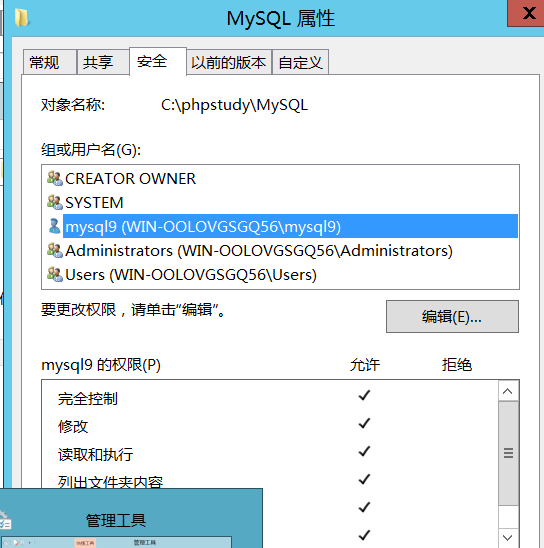 MySQL 属性
X
常规 共享 安全 以前的版本 自定义
对象名称: C:\phpstudy\MySQL
组或用户名(G):
CREATOR OWNER
SYSTEM
mysql9 (WIN-OOLOVGSGQ56\mysql9)
Administrators (WIN-OOLOVGSGQ56\Administrators)
Users (WIN-OOLOVGSGQ56\Users)
要更改权限，请单击“编辑”。 编辑(E)...
mysql9 的权限(P) 允许 拒绝
完全控制
修改
读取和执行
列出文件夹内容
管理工具
管理工具